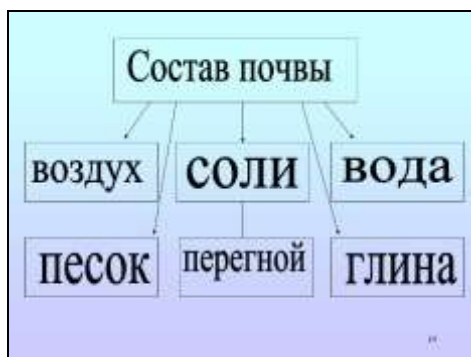 Состав почвы
воздух
соли
вода
песок
перегной
глина